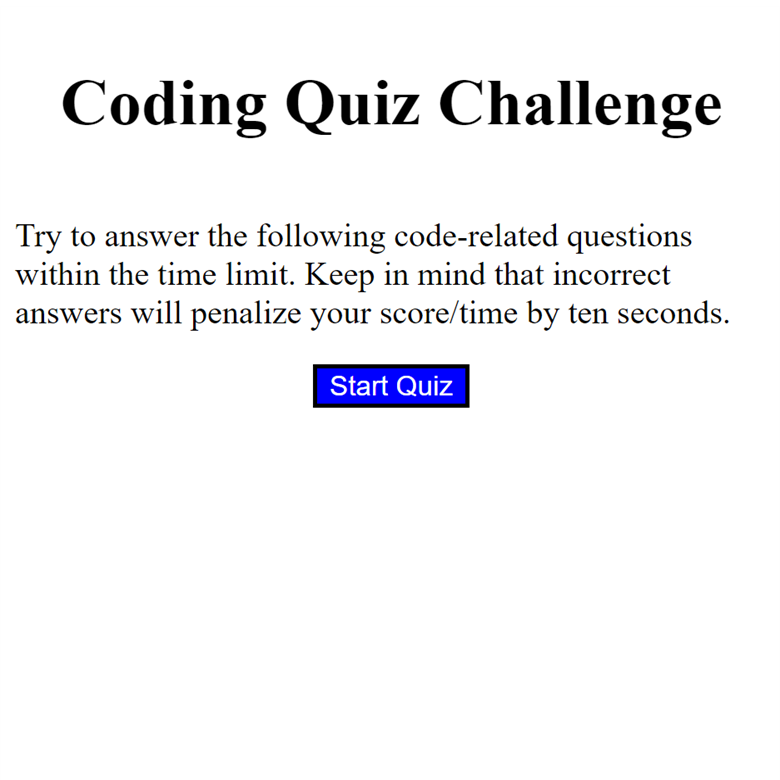 Coding Quiz Challenge
Try to answer the following code-related questions
within the time limit. Keep in mind that incorrect
answers will penalize your score/time by ten seconds.
Start Quiz